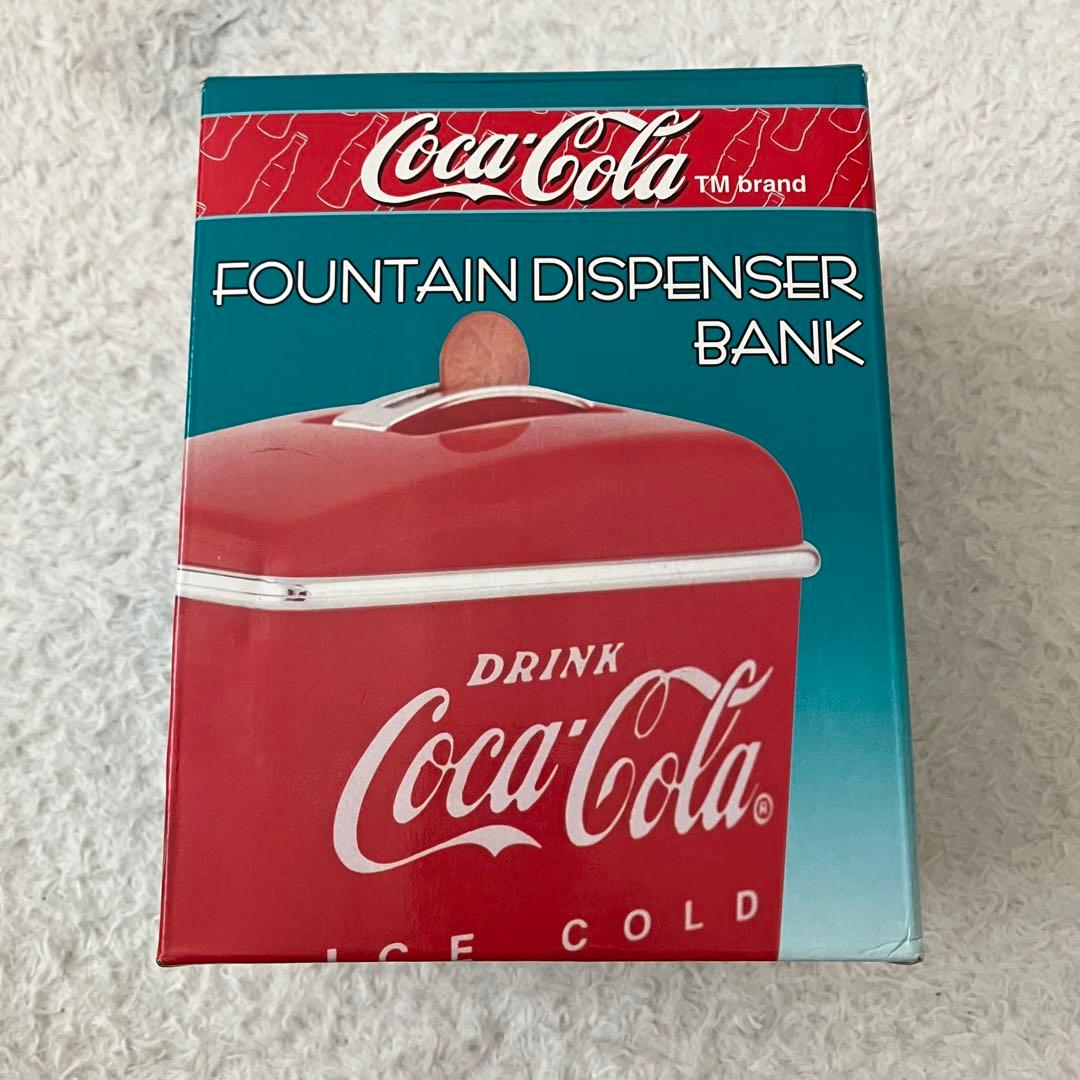 Coca-Cola TM brand
FOUNTAIN DISPENSER
BANK
DRINK
Coca-Cola®
ICE COLD